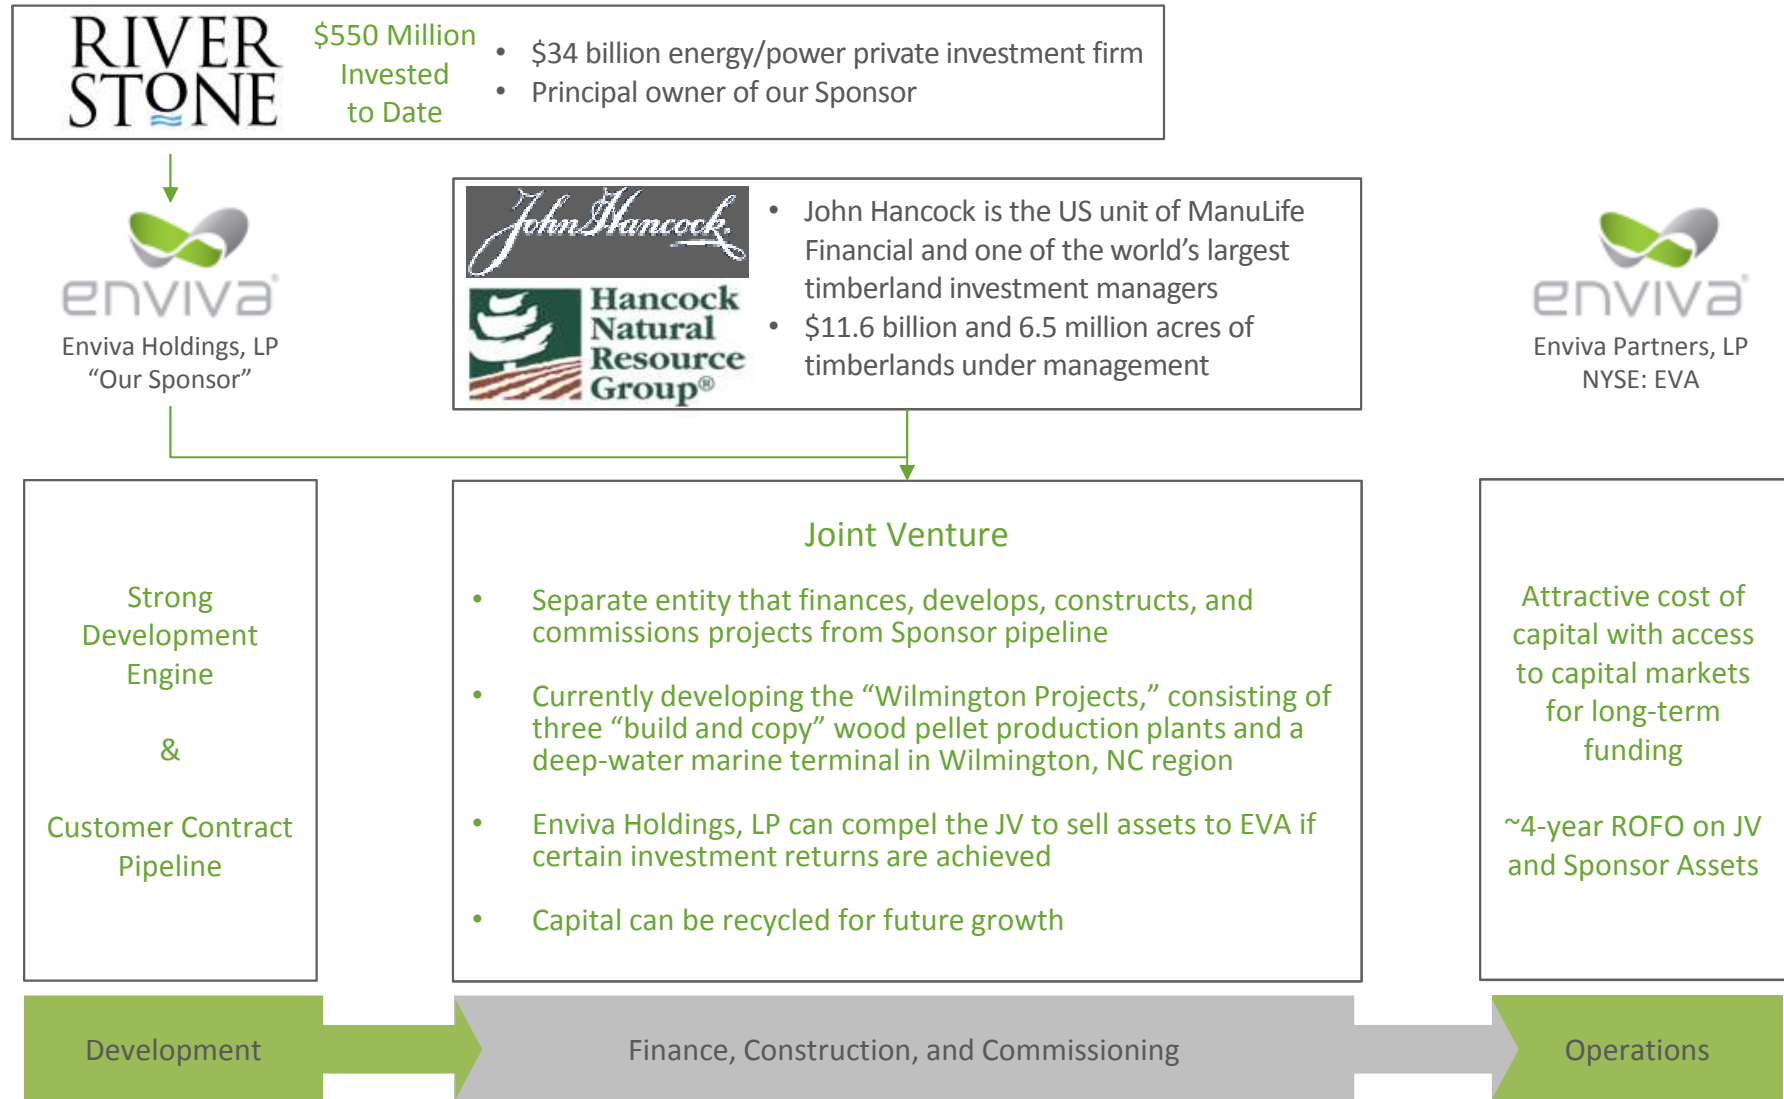 RIVER
STONE
$550 Million
Invested
to Date
• $34 billion energy/power private investment firm
• Principal owner of our Sponsor
enviva®
Enviva Holdings, LP
“Our Sponsor”
John Hancock.
Hancock
Natural
Resource
Group®
• John Hancock is the US unit of ManuLife
Financial and one of the world’s largest
timberland investment managers
• $11.6 billion and 6.5 million acres of
timberlands under management
enviva®
Enviva Partners, LP
NYSE: EVA
Strong
Development
Engine
&
Customer Contract
Pipeline
Joint Venture
• Separate entity that finances, develops, constructs, and
commissions projects from Sponsor pipeline
• Currently developing the “Wilmington Projects,” consisting of
three “build and copy” wood pellet production plants and a
deep-water marine terminal in Wilmington, NC region
• Enviva Holdings, LP can compel the JV to sell assets to EVA if
certain investment returns are achieved
• Capital can be recycled for future growth
Attractive cost of
capital with access
to capital markets
for long-term
funding
~4-year ROFO on JV
and Sponsor Assets
Development
Finance, Construction, and Commissioning
Operations